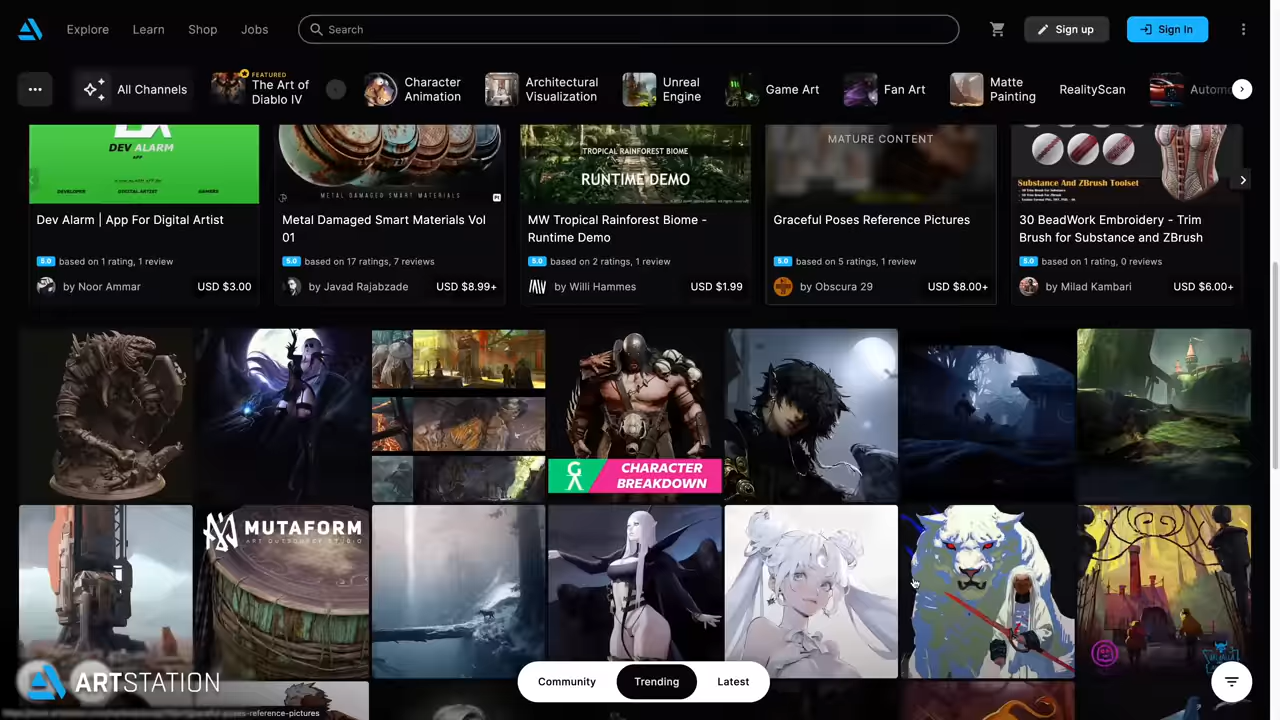 Explore Learn Shop Jobs
Search
Sign up
Sign In
All Channels
FEATURED
The Art of
Diablo IV
Character
Animation
Architectural
Visualization
Unreal
Engine
Game Art
Fan Art
Matte
Painting
RealityScan
DEV ALARM
APP
DEVELOPER DIGITAL ARTIST GAMERS
Dev Alarm | App For Digital Artist
5.0 based on 1 rating, 1 review
by Noor Ammar USD $3.00
METAL DAMAGED SMART MATERIALS
Metal Damaged Smart Materials Vol
01
5.0 based on 17 ratings, 7 reviews
by Javad Rajabzade USD $8.99+
TROPICAL RAINFOREST BIOME
RUNTIME DEMO
MW Tropical Rainforest Biome -
Runtime Demo
5.0 based on 2 ratings, 1 review
by Willi Hammes USD $1.99
MATURE CONTENT
Graceful Poses Reference Pictures
5.0 based on 5 ratings, 1 review
by Obscura 29 USD $8.00+
Substance And ZBrush Toolset
30 BeadWork Embroidery - Trim
Brush for Substance and ZBrush
5.0 based on 1 rating, 0 reviews
by Milad Kambari USD $6.00+
CHARACTER
BREAKDOWN
MUTAFORM
ART OUTSOURCE STUDIO
ARTSTATION
Community Trending Latest